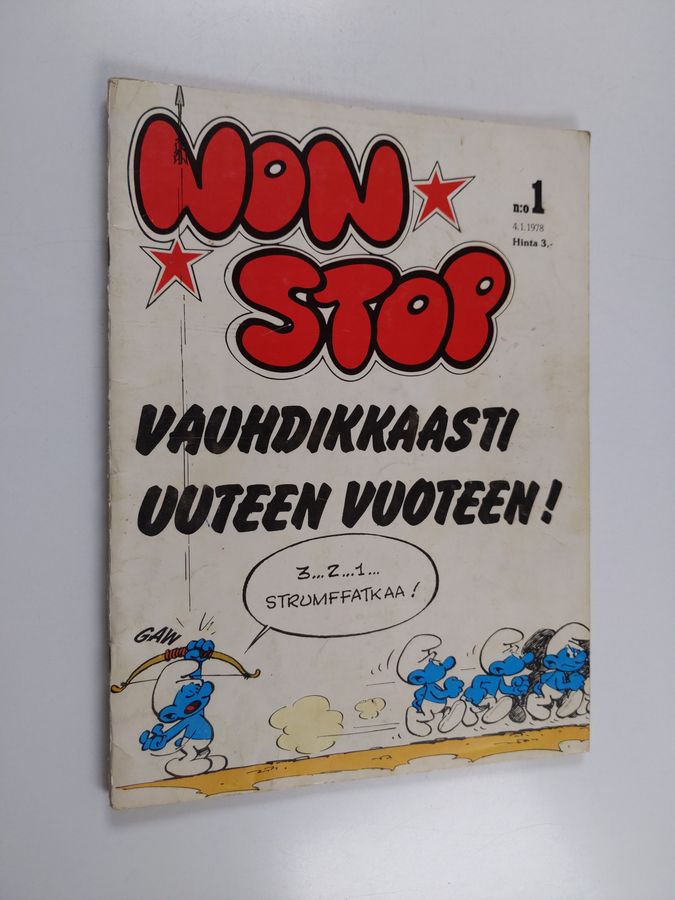 NON
STOP
n:o 1
4.1.1978
Hinta 3,-
VAUHDIKKAASTI
UUTEEN VUOTEEN!
3...2...1...
STRUMFFATKAA!
GAW